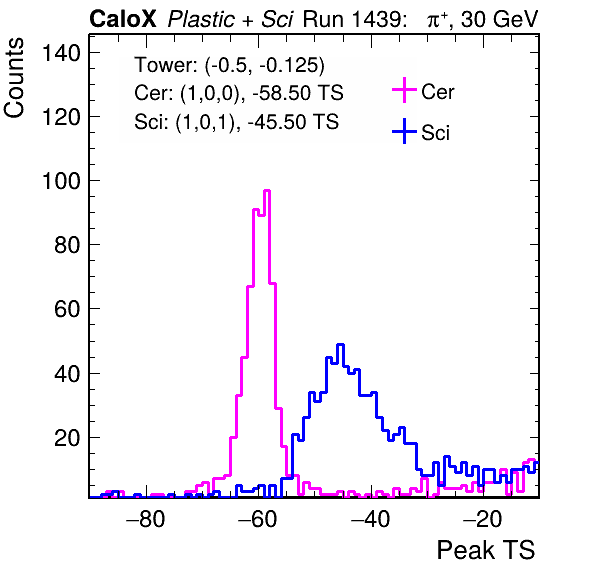 CaloX Plastic + Sci Run 1439: π⁺, 30 GeV
Counts
Tower: (-0.5, -0.125)
Cer: (1,0,0), -58.50 TS
Sci: (1,0,1), -45.50 TS
Cer
Sci
140
120
100
80
60
40
20
−80 −60 −40 −20
Peak TS